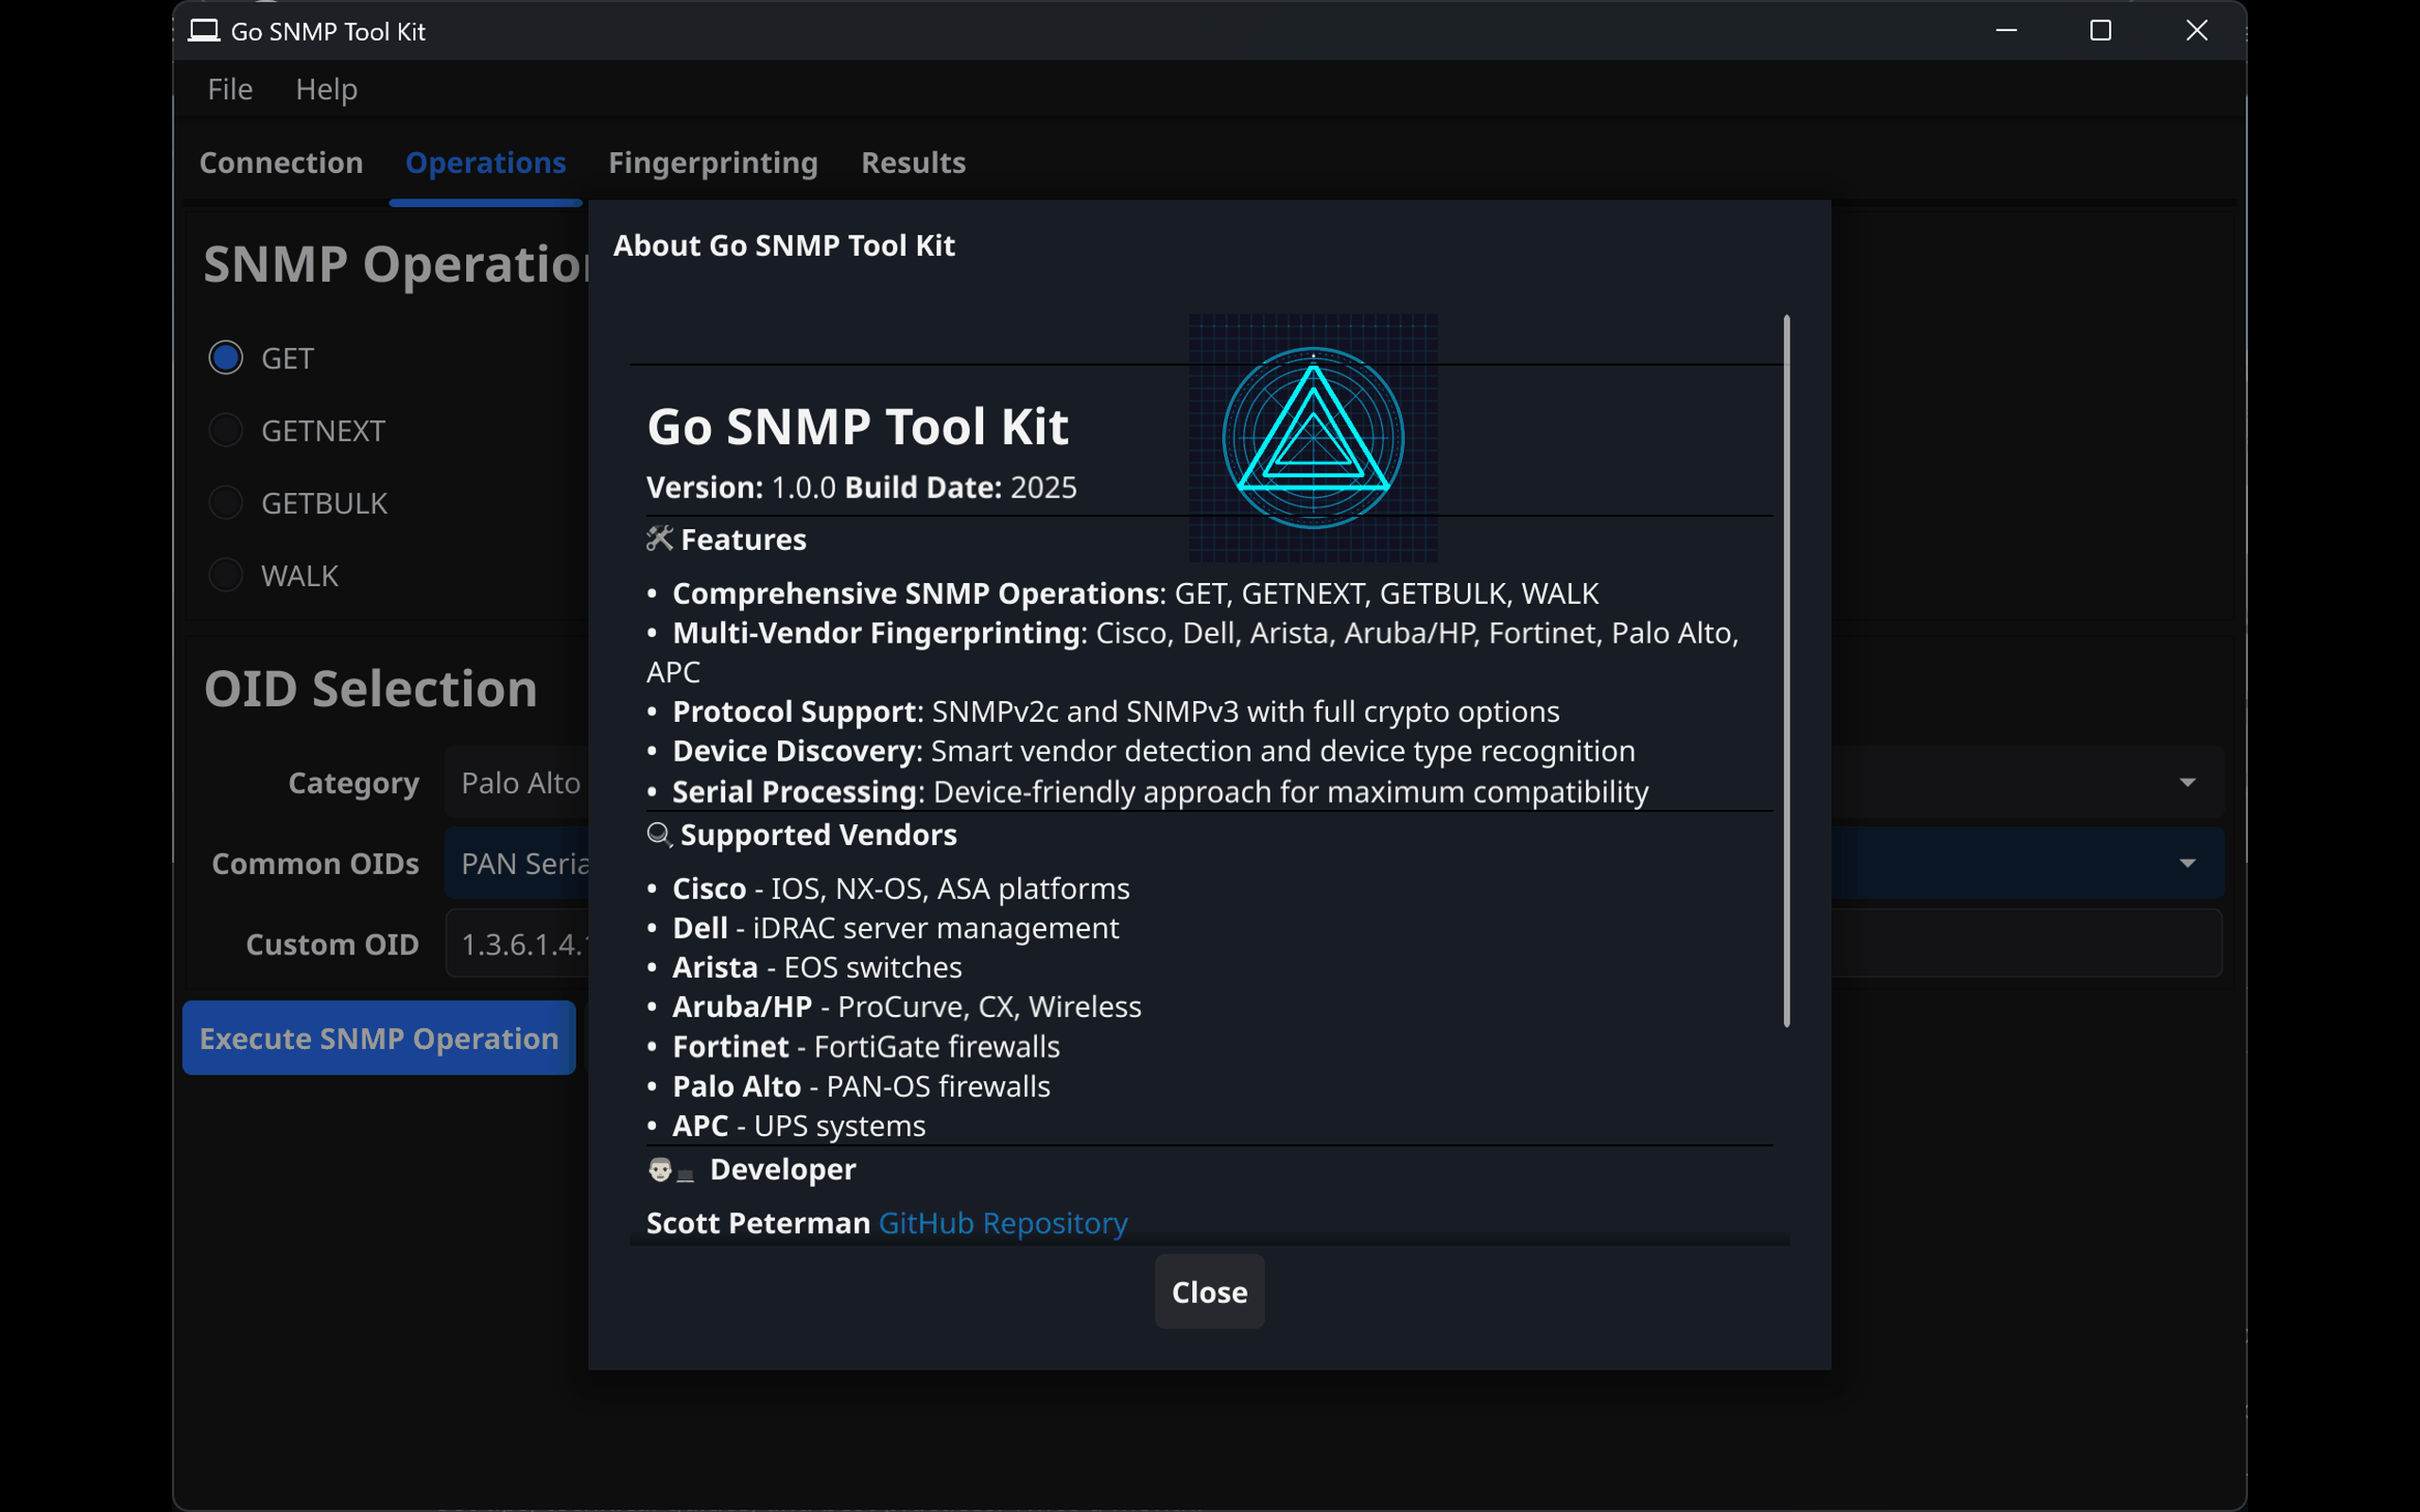 Go SNMP Tool Kit
File Help
Connection Operations Fingerprinting Results
SNMP Operation
GET
GETNEXT
GETBULK
WALK
OID Selection
Category Palo Alto
Common OIDs PAN Seria
Custom OID 1.3.6.1.4.
Execute SNMP Operation
About Go SNMP Tool Kit
Go SNMP Tool Kit
Version: 1.0.0 Build Date: 2025
Features
• Comprehensive SNMP Operations: GET, GETNEXT, GETBULK, WALK
• Multi-Vendor Fingerprinting: Cisco, Dell, Arista, Aruba/HP, Fortinet, Palo Alto,
APC
• Protocol Support: SNMPv2c and SNMPv3 with full crypto options
• Device Discovery: Smart vendor detection and device type recognition
• Serial Processing: Device-friendly approach for maximum compatibility
Supported Vendors
• Cisco - IOS, NX-OS, ASA platforms
• Dell - iDRAC server management
• Arista - EOS switches
• Aruba/HP - ProCurve, CX, Wireless
• Fortinet - FortiGate firewalls
• Palo Alto - PAN-OS firewalls
• APC - UPS systems
Developer
Scott Peterman GitHub Repository
Close